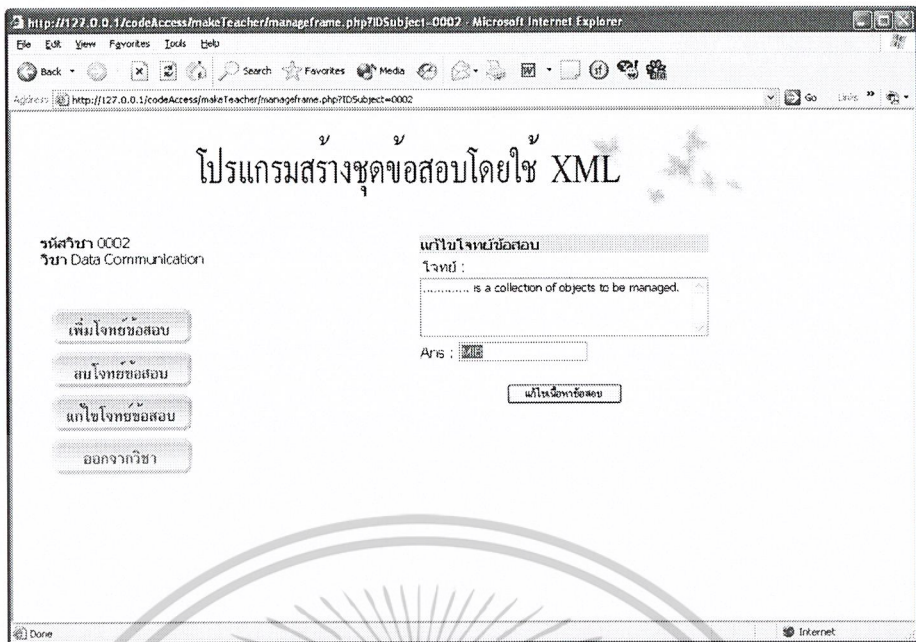 http://127.0.0.1/codeAccess/makeTeacher/manageframe.php?IDSubject=0002 - Microsoft Internet Explorer
File Edit View Favorites Tools Help
Back Search Favorites Media
Address http://127.0.0.1/codeAccess/makeTeacher/manageframe.php?IDSubject=0002 Go Links »
โปรแกรมสร้างชุดข้อสอบโดยใช้ XML
รหัสวิชา 0002
วิชา Data Communication
เพิ่มโจทย์ข้อสอบ
ลบโจทย์ข้อสอบ
แก้ไขโจทย์ข้อสอบ
ออกจากวิชา
แก้ไขโจทย์ข้อสอบ
โจทย์ :
............. is a collection of objects to be managed.
Ans : MIB
แก้ไขเนื้อหาข้อสอบ
Done Internet